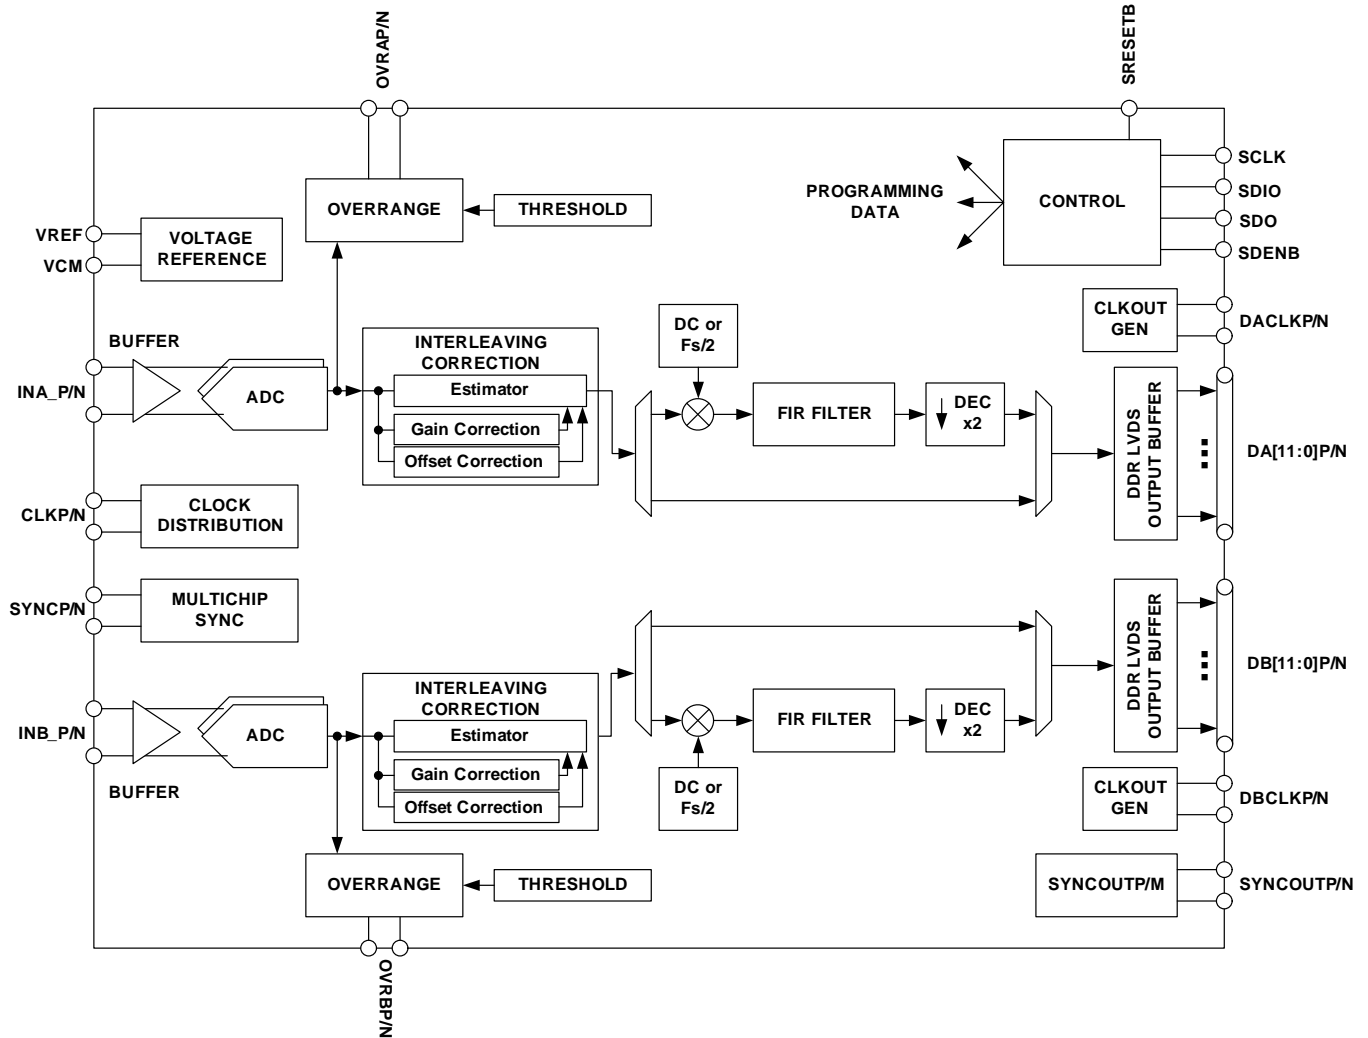 OVRAP/N
SRESETB
SCLK
SDIO
SDO
SDENB
CONTROL
PROGRAMMING
DATA
OVERRANGE
THRESHOLD
VREF
VCM
VOLTAGE
REFERENCE
CLKOUT
GEN
DACLKP/N
BUFFER
INA_P/N
ADC
INTERLEAVING
CORRECTION
Estimator
Gain Correction
Offset Correction
DC or
Fs/2
FIR FILTER
DEC
x2
DDR LVDS
OUTPUT BUFFER
DA[11:0]P/N
CLKP/N
CLOCK
DISTRIBUTION
SYNCP/N
MULTICHIP
SYNC
INB_P/N
ADC
BUFFER
INTERLEAVING
CORRECTION
Estimator
Gain Correction
Offset Correction
DC or
Fs/2
FIR FILTER
DEC
x2
DDR LVDS
OUTPUT BUFFER
DB[11:0]P/N
CLKOUT
GEN
DBCLKP/N
OVERRANGE
THRESHOLD
SYNCOUTP/M
SYNCOUTP/N
OVRBP/N